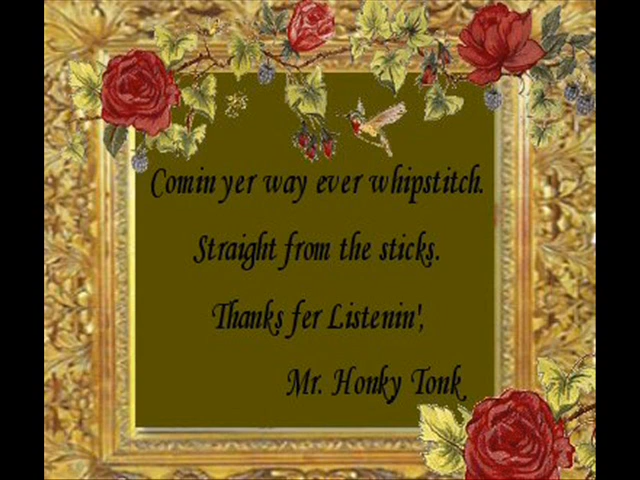 Comin yer way ever whipstitch.
Straight from the sticks.
Thanks fer Listenin',
Mr. Honky Tonk